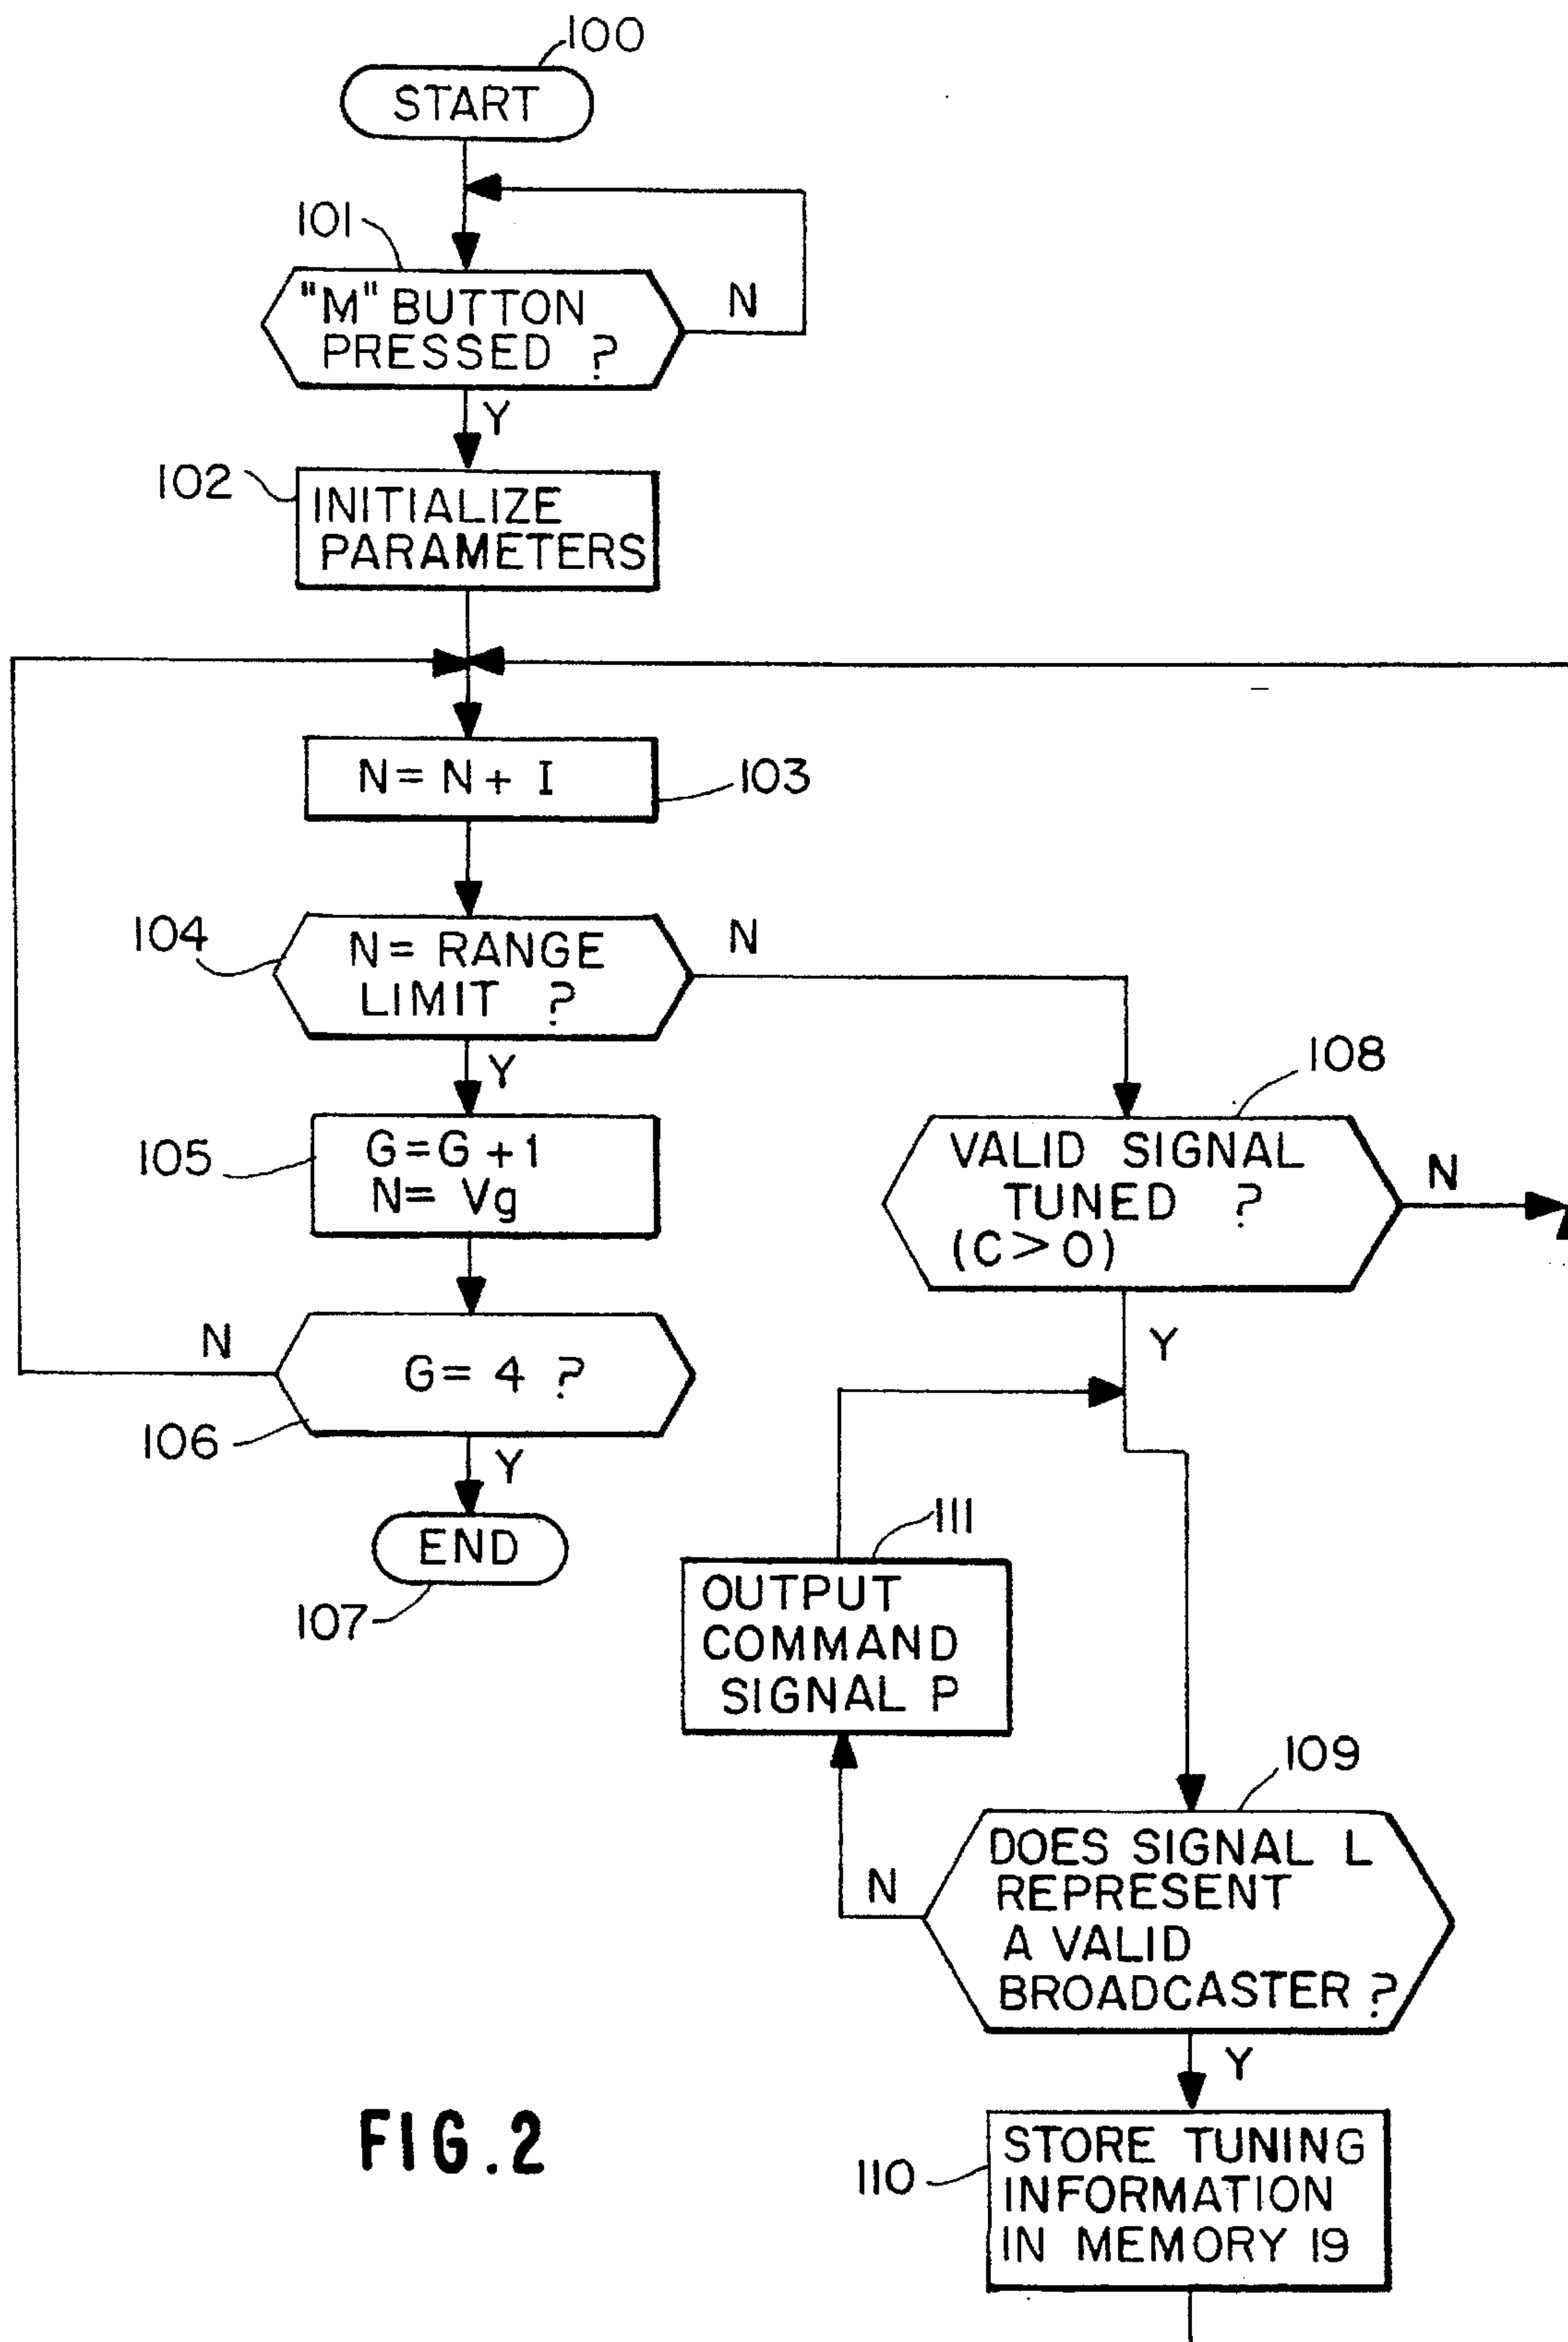 100
START
101
"M" BUTTON
PRESSED ?
N
Y
102
INITIALIZE
PARAMETERS
N = N + I
103
104
N = RANGE
LIMIT ?
N
Y
108
105
G = G + 1
N = Vg
VALID SIGNAL
TUNED ?
(C > O)
N
N
G = 4 ?
Y
106
Y
END
107
111
OUTPUT
COMMAND
SIGNAL P
109
DOES SIGNAL L
REPRESENT
A VALID
BROADCASTER ?
N
Y
FIG. 2
110
STORE TUNING
INFORMATION
IN MEMORY 19